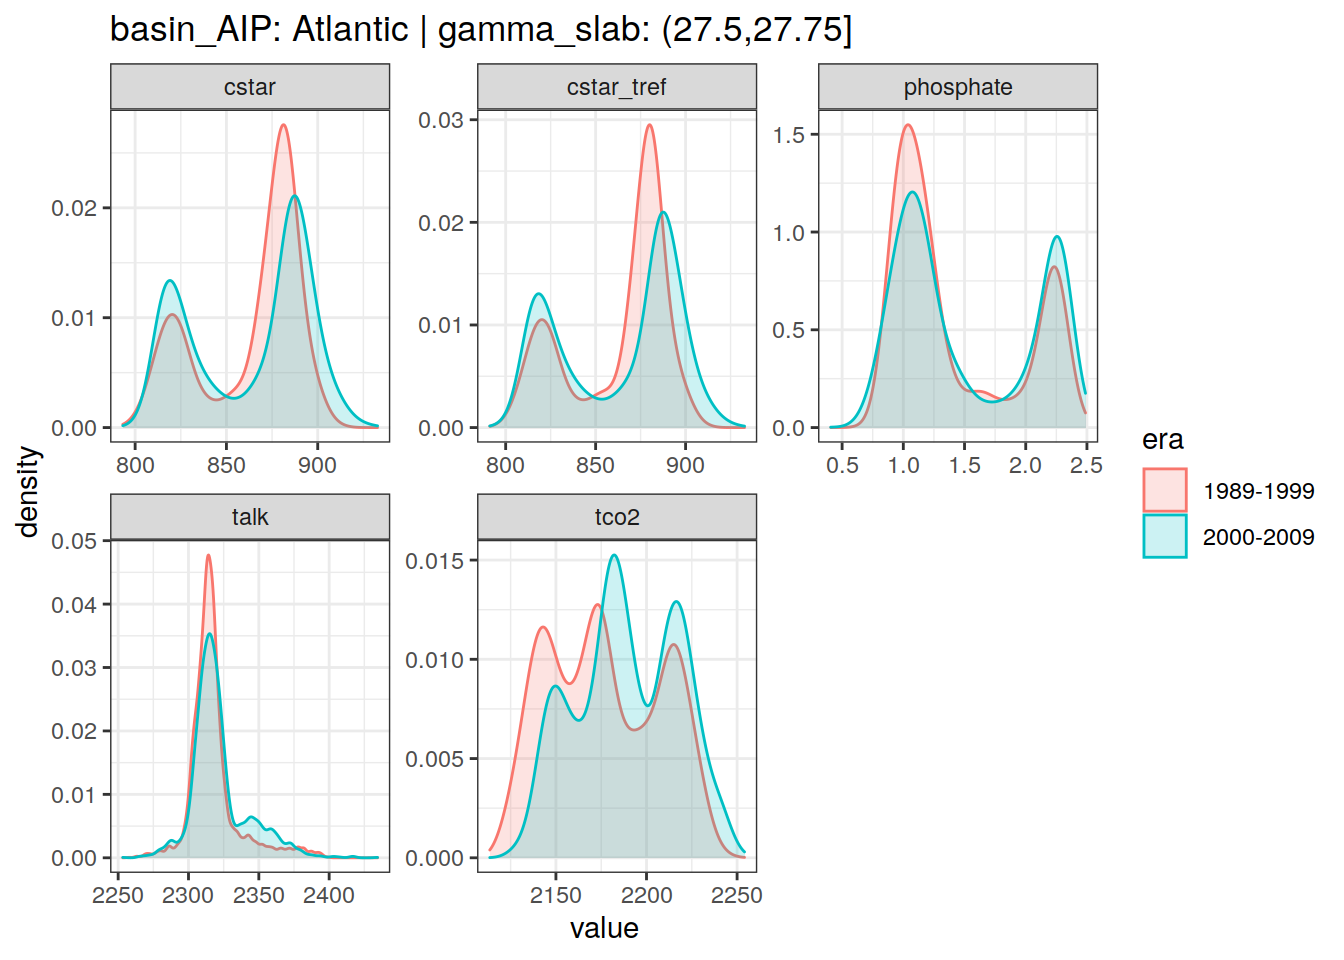 basin_AIP: Atlantic | gamma_slab: (27.5,27.75]
cstar
cstar_tref
phosphate
0.02
0.01
0.00
800 850 900
0.03
0.02
0.01
0.00
800 850 900
1.5
1.0
0.5
0.0
0.5 1.0 1.5 2.0 2.5
talk
tco2
0.05
0.04
0.03
0.02
0.01
0.00
2250 2300 2350 2400
0.015
0.010
0.005
0.000
2150 2200 2250
density
value
era
1989-1999
2000-2009